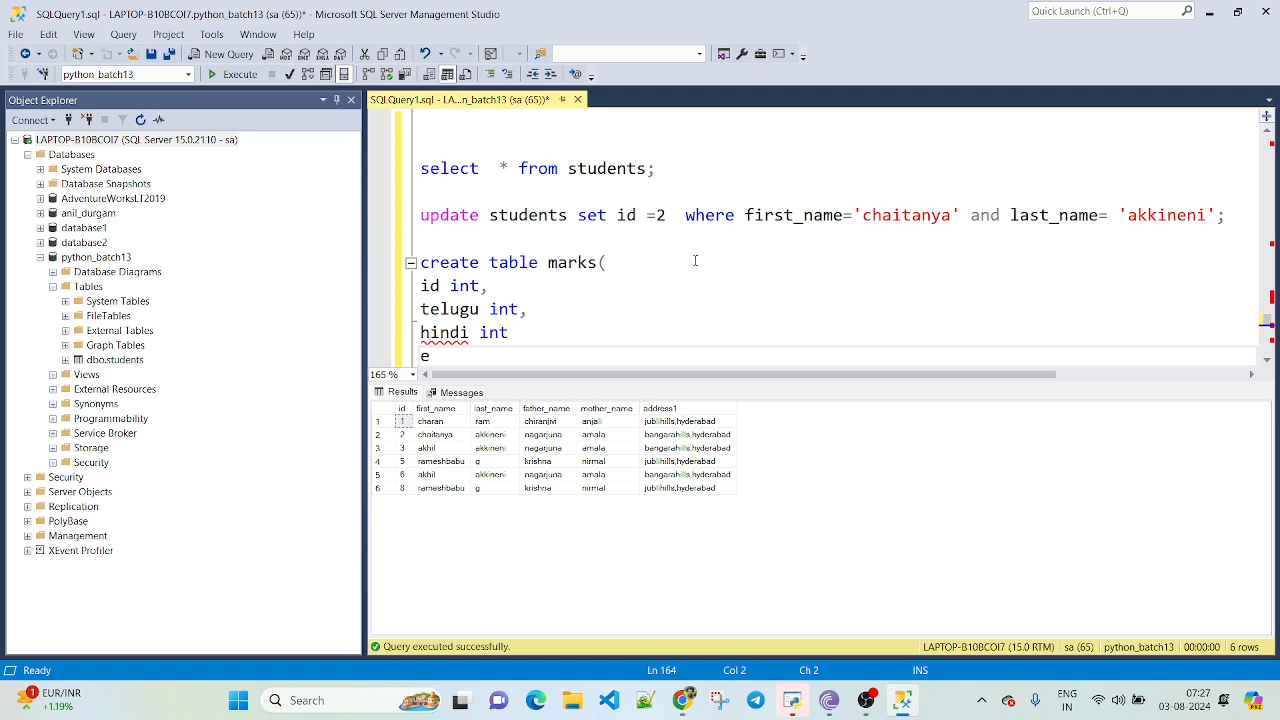 SQLQuery1.sql - LAPTOP-B10BCOI7.python_batch13 (sa (65))* - Microsoft SQL Server Management Studio
Quick Launch (Ctrl+Q)
File Edit View Query Project Tools Window Help
New Query
python_batch13 Execute
Object Explorer
SQLQuery1.sql - LA...n_batch13 (sa (65))*
Connect
LAPTOP-B10BCOI7 (SQL Server 15.0.2110 - sa)
Databases
System Databases
Database Snapshots
AdventureWorksLT2019
anil_durgam
database1
database2
python_batch13
Database Diagrams
Tables
System Tables
FileTables
External Tables
Graph Tables
dbo.students
Views
External Resources
Synonyms
Programmability
Service Broker
Storage
Security
Security
Server Objects
Replication
PolyBase
Management
XEvent Profiler
select * from students;
update students set id =2 where first_name='chaitanya' and last_name= 'akkineni';
create table marks(
id int,
telugu int,
hindi int
e
165 %
Results Messages
id first_name last_name father_name mother_name address1
1 1 charan ram chiranjivi anjali jublihills,hyderabad
2 2 chaitanya akkineni nagarjuna amala bangarahills,hyderabad
3 3 akhil akkineni nagarjuna amala bangarahills,hyderabad
4 5 rameshbabu g krishna nirmal jublihills,hyderabad
5 6 akhil akkineni nagarjuna amala bangarahills,hyderabad
6 8 rameshbabu g krishna nirmal jublihills,hyderabad
Query executed successfully. LAPTOP-B10BCOI7 (15.0 RTM) sa (65) python_batch13 00:00:00 6 rows
Ready Ln 164 Col 2 Ch 2 INS
EUR/INR
+1.19%
Search
ENG
IN
07:27
03-08-2024